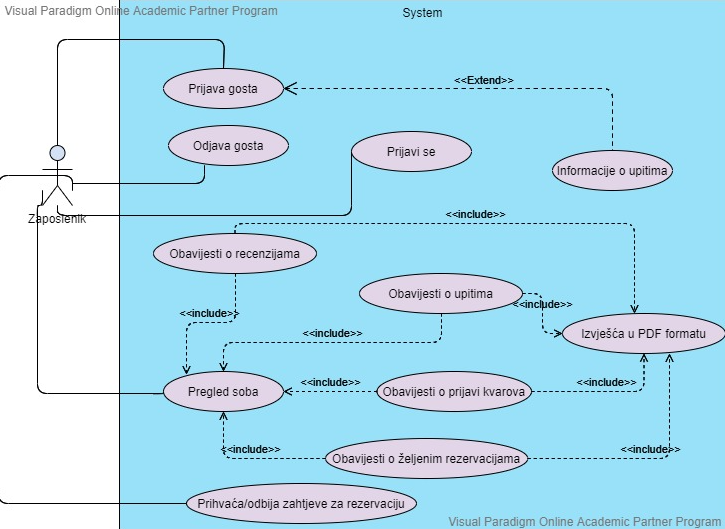 Visual Paradigm Online Academic Partner Program
System
<<Extend>>
Prijava gosta
Odjava gosta
Prijavi se
Informacije o upitima
Zaposlenik
<<include>>
Obavijesti o recenzijama
Obavijesti o upitima
<<include>>
<<include>>
<<include>>
Izvješća u PDF formatu
<<include>>
<<include>>
Pregled soba
Obavijesti o prijavi kvarova
<<include>>
<<include>>
Obavijesti o željenim rezervacijama
Prihvaća/odbija zahtjeve za rezervaciju
Visual Paradigm Online Academic Partner Program